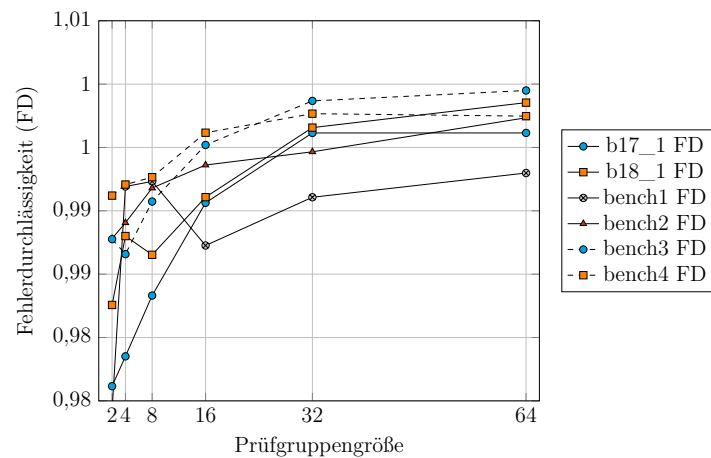 1,01
1
1
0,99
0,99
0,98
0,98
Fehlerdurchlässigkeit (FD)
2 4 8 16 32 64
Prüfgruppengröße
b17_1 FD
b18_1 FD
bench1 FD
bench2 FD
bench3 FD
bench4 FD